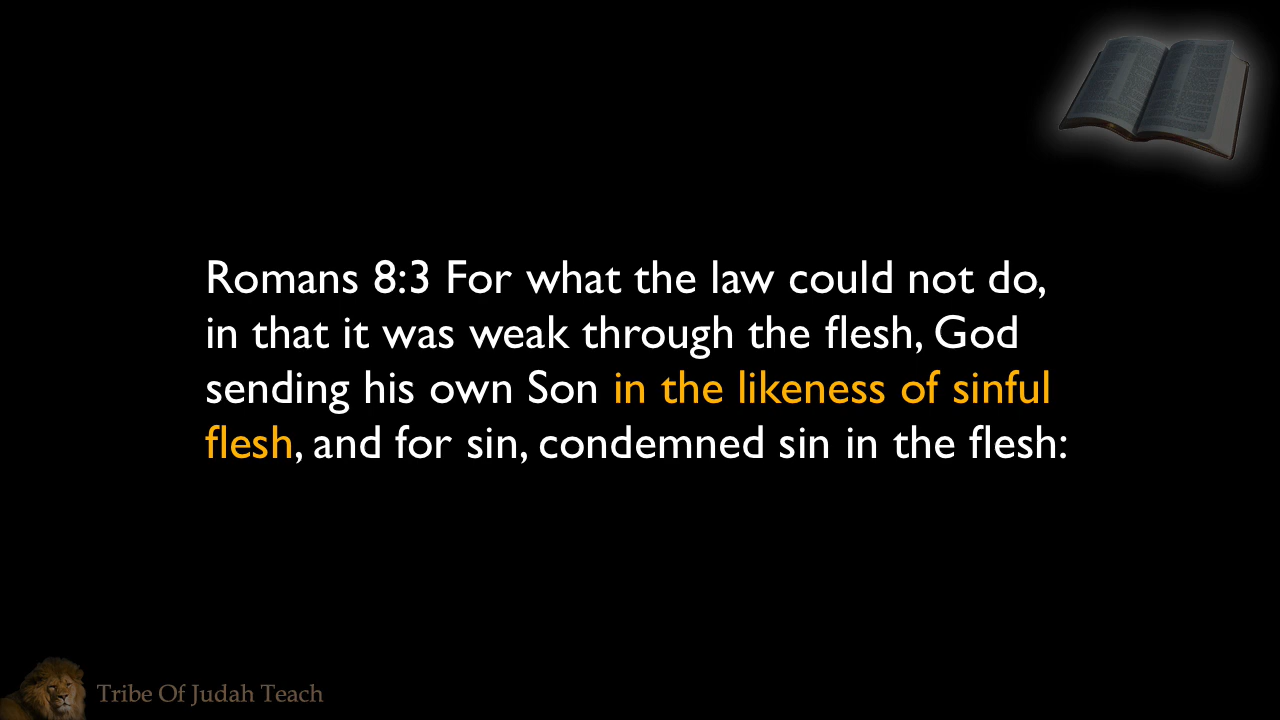 Romans 8:3 For what the law could not do,
in that it was weak through the flesh, God
sending his own Son in the likeness of sinful
flesh, and for sin, condemned sin in the flesh:
Tribe Of Judah Teach